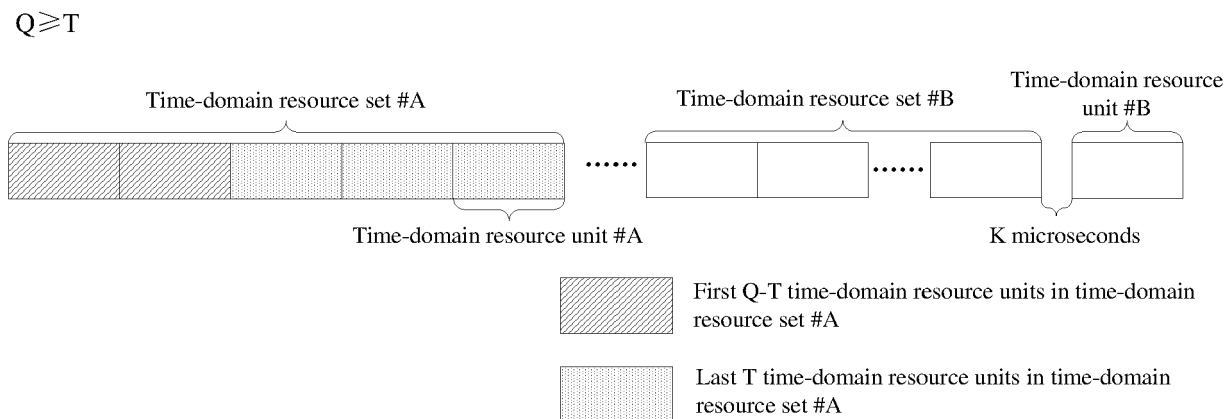 Q≥T
Time-domain resource set #A
Time-domain resource set #B
Time-domain resource
unit #B
......
......
Time-domain resource unit #A
K microseconds
First Q-T time-domain resource units in time-domain
resource set #A
Last T time-domain resource units in time-domain
resource set #A